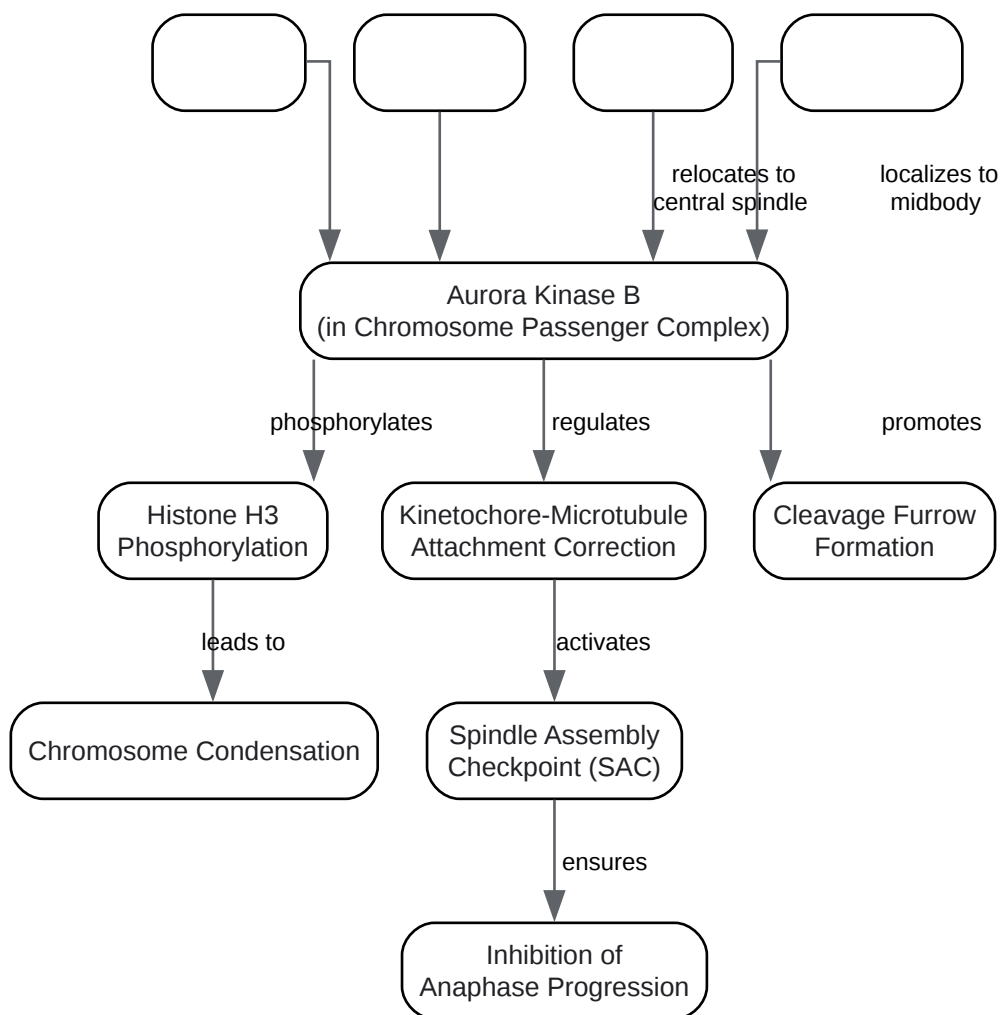 relocates to
central spindle
localizes to
midbody
Aurora Kinase B
(in Chromosome Passenger Complex)
phosphorylates
regulates
promotes
Histone H3
Phosphorylation
Kinetochore-Microtubule
Attachment Correction
Cleavage Furrow
Formation
leads to
activates
Chromosome Condensation
Spindle Assembly
Checkpoint (SAC)
ensures
Inhibition of
Anaphase Progression